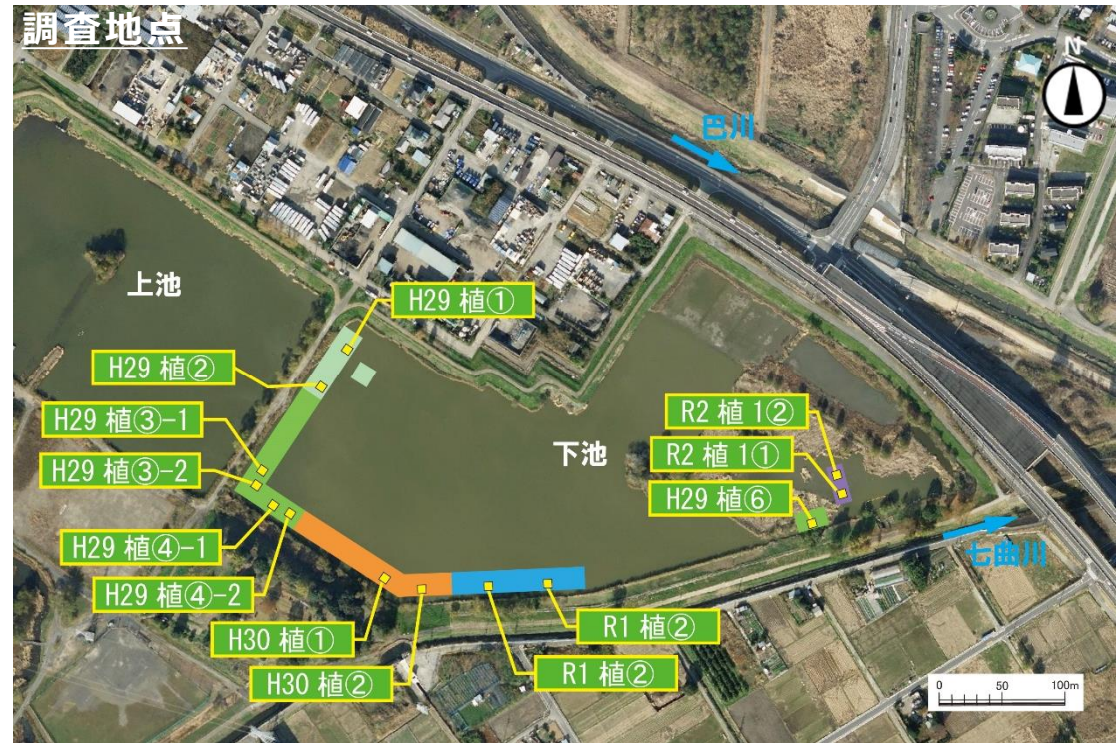 調査地点
N
巴川
上池
H29 植①
H29 植②
H29 植③-1
H29 植③-2
H29 植④-1
H29 植④-2
H30 植①
H30 植②
下池
R2 植 1②
R2 植 1①
H29 植⑥
七曲川
R1 植②
R1 植②
0 50 100m